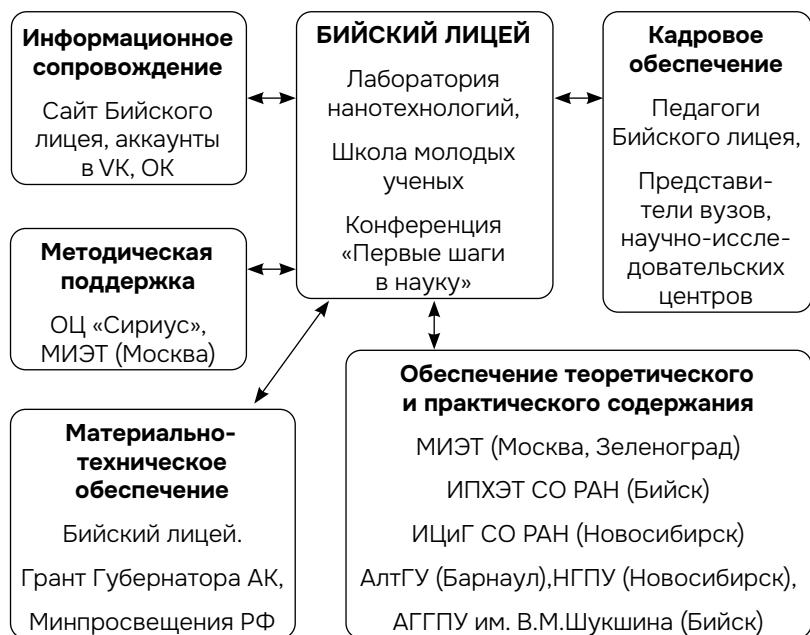 Информационное
сопровождение
Сайт Бийского
лицея, аккаунты
в VK, ОК
БИЙСКИЙ ЛИЦЕЙ
Лаборатория
нанотехнологий,
Школа молодых
ученых
Конференция
«Первые шаги
в науку»
Кадровое
обеспечение
Педагоги
Бийского лицея,
Представи-
тели вузов,
научно-иссле-
довательских
центров
Методическая
поддержка
ОЦ «Сириус»,
МИЭТ (Москва)
Материально-
техническое
обеспечение
Бийский лицей.
Грант Губернатора АК,
Минпросвещения РФ
Обеспечение теоретического
и практического содержания
МИЭТ (Москва, Зеленоград)
ИПХЭТ СО РАН (Бийск)
ИЦиГ СО РАН (Новосибирск)
АлтГУ (Барнаул),НГПУ (Новосибирск),
АГГПУ им. В.М.Шукшина (Бийск)